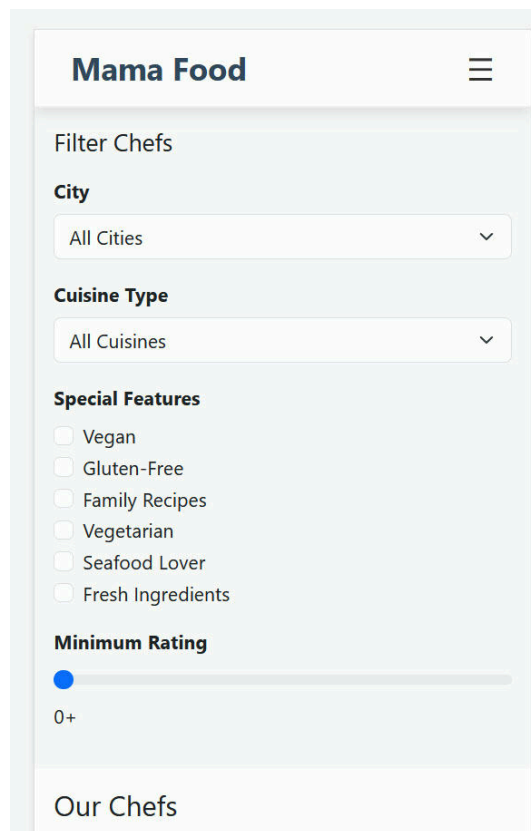 Mama Food
Filter Chefs
City
All Cities
Cuisine Type
All Cuisines
Special Features
Vegan
Gluten-Free
Family Recipes
Vegetarian
Seafood Lover
Fresh Ingredients
Minimum Rating
0+
Our Chefs